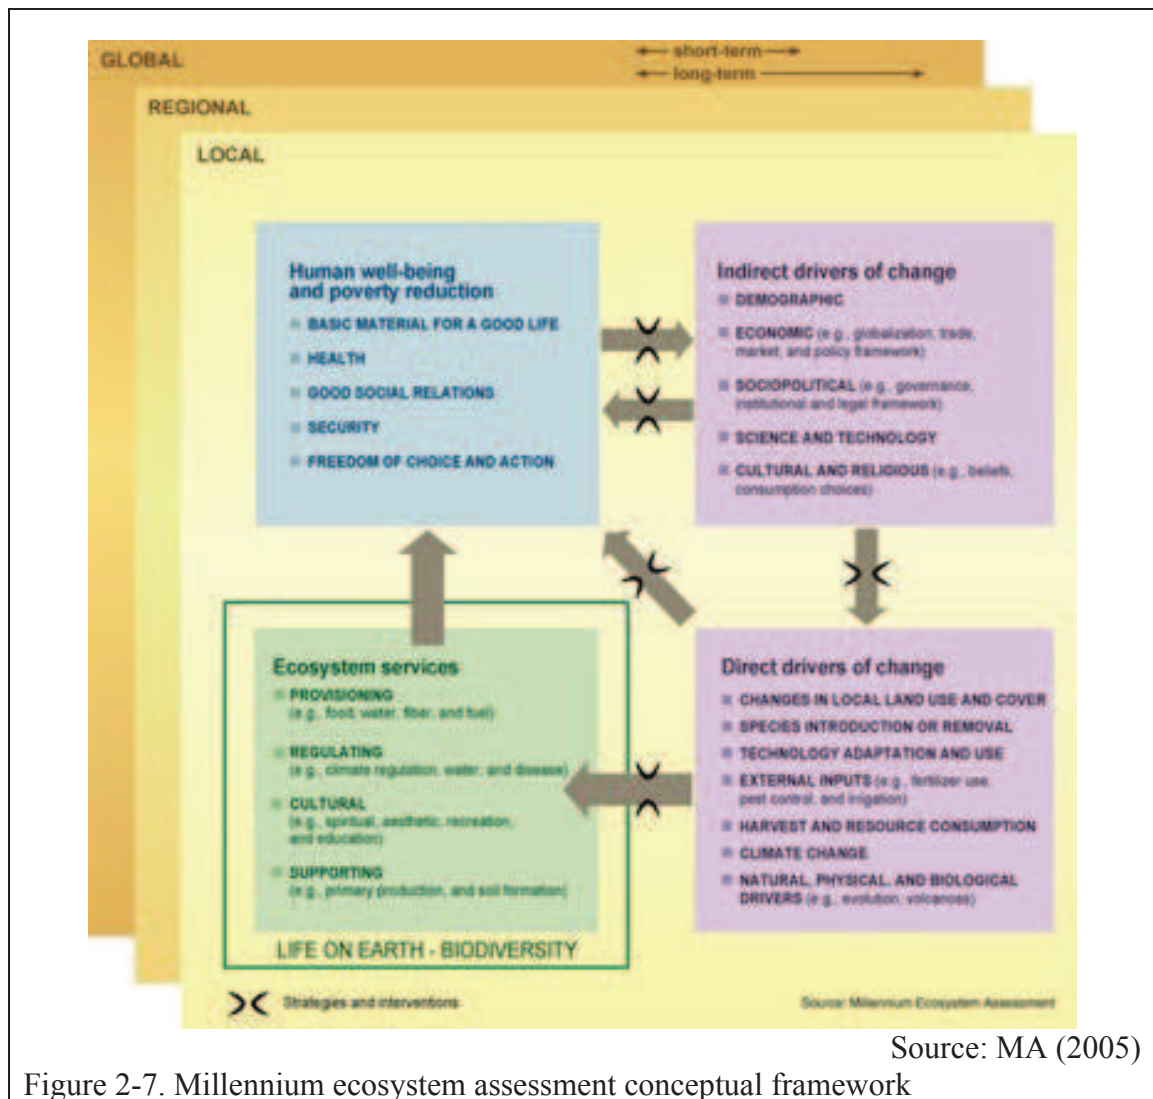 GLOBAL
short-term
long-term
REGIONAL
LOCAL
Human well-being
and poverty reduction
BASIC MATERIAL FOR A GOOD LIFE
HEALTH
GOOD SOCIAL RELATIONS
SECURITY
FREEDOM OF CHOICE AND ACTION
Indirect drivers of change
DEMOGRAPHIC
ECONOMIC (e.g., globalization, trade,
market, and policy framework)
SOCIOPOLITICAL (e.g., governance,
institutional and legal framework)
SCIENCE AND TECHNOLOGY
CULTURAL AND RELIGIOUS (e.g., beliefs,
consumption choices)
Ecosystem services
PROVISIONING
(e.g., food, water, fiber, and fuel)
REGULATING
(e.g., climate regulation, water, and disease)
CULTURAL
(e.g., spiritual, aesthetic, recreation,
and education)
SUPPORTING
(e.g., primary production, and soil formation)
LIFE ON EARTH - BIODIVERSITY
Direct drivers of change
CHANGES IN LOCAL LAND USE AND COVER
SPECIES INTRODUCTION OR REMOVAL
TECHNOLOGY ADAPTATION AND USE
EXTERNAL INPUTS (e.g., fertilizer use,
pest control, and irrigation)
HARVEST AND RESOURCE CONSUMPTION
CLIMATE CHANGE
NATURAL, PHYSICAL, AND BIOLOGICAL
DRIVERS (e.g., evolution, volcanoes)
Strategies and interventions
Source: Millennium Ecosystem Assessment
Source: MA (2005)
Figure 2-7. Millennium ecosystem assessment conceptual framework